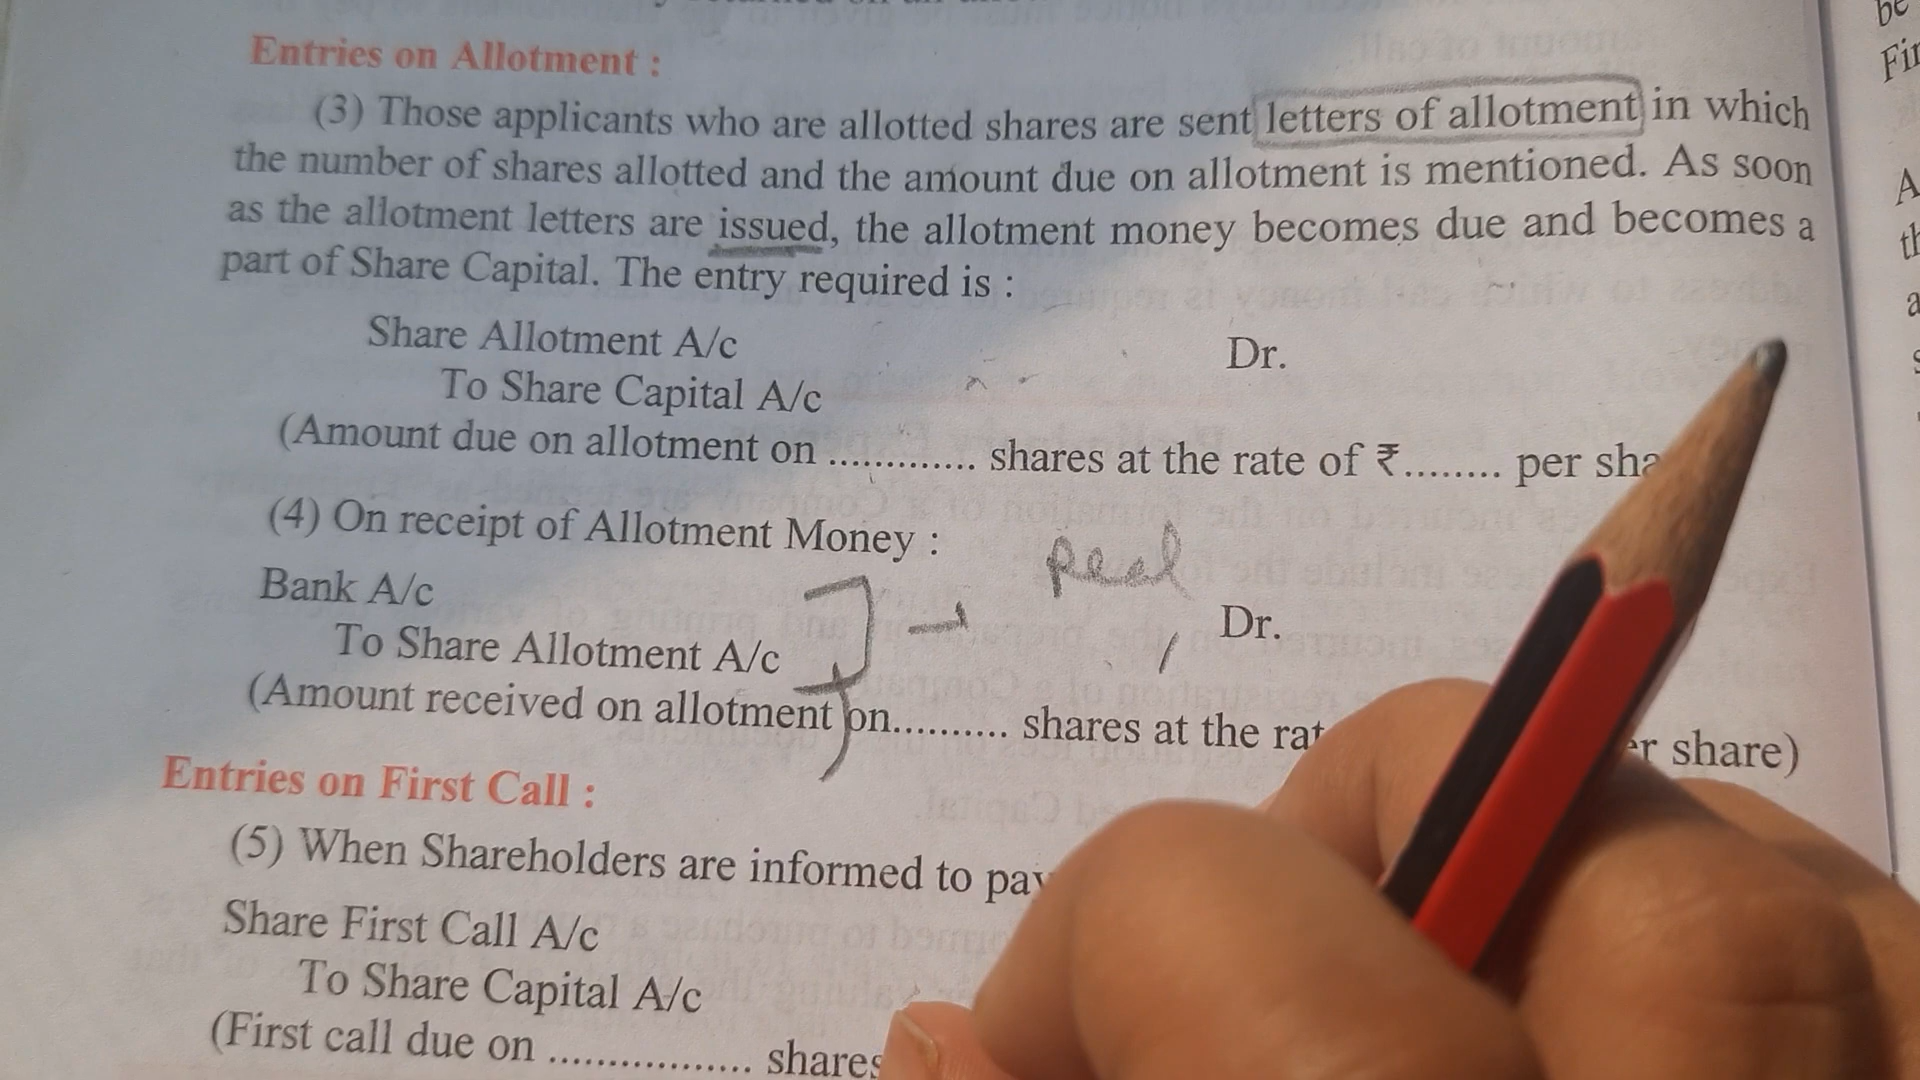 Entries on Allotment :
(3) Those applicants who are allotted shares are sent letters of allotment in which
the number of shares allotted and the amount due on allotment is mentioned. As soon
as the allotment letters are issued, the allotment money becomes due and becomes a
part of Share Capital. The entry required is :
Share Allotment A/c Dr.
To Share Capital A/c
(Amount due on allotment on ............. shares at the rate of ₹........ per
(4) On receipt of Allotment Money :
Real
Bank A/c Dr.
To Share Allotment A/c
(Amount received on allotment on.......... shares at the share)
Entries on First Call :
(5) When Shareholders are informed to
Share First Call A/c
To Share Capital A/c
(First call due on .................. shares
be